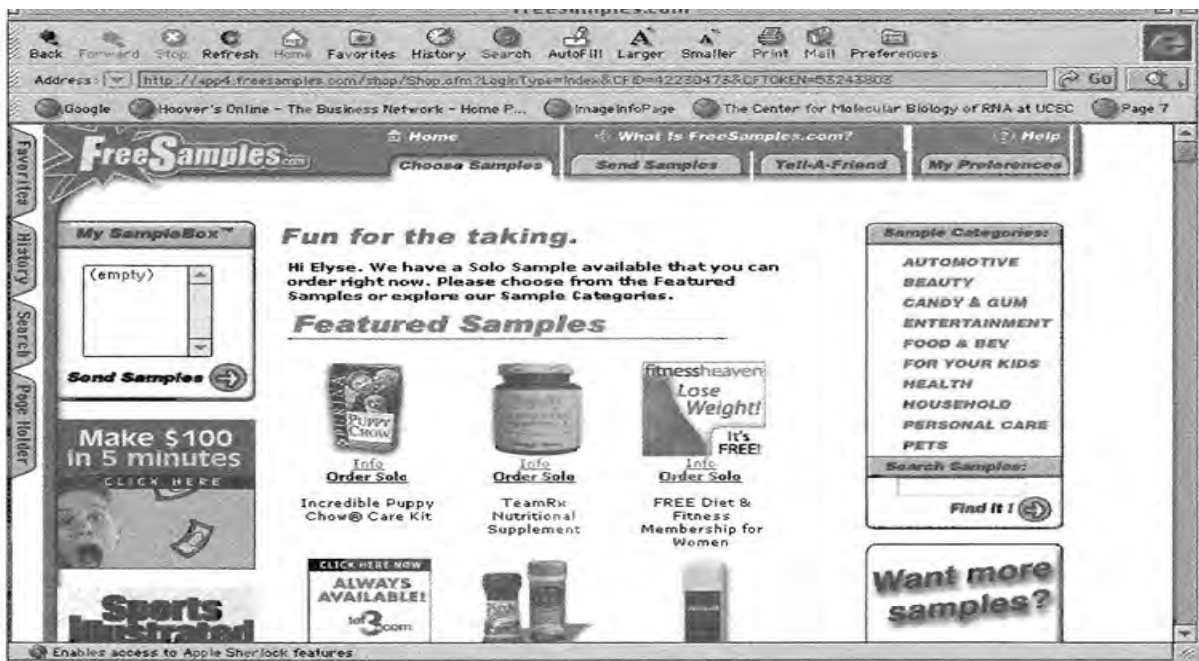 FreeSamples.com
Back Forward Stop Refresh Home Favorites History Search AutoFill Larger Smaller Print Mail Preferences
Address: http://app4.freesamples.com/shop/Shop.cfm?LoginType=Index&CFID=42230473&CFTOKEN=53243803 Go
Google Hoover's Online - The Business Network - Home P... ImageInfoPage The Center for Molecular Biology of RNA at UCSC Page 7
Favorites
History
Search
Page Holder
FreeSamples.com
Home What Is FreeSamples.com? Help
Choose Samples Send Samples Tell-A-Friend My Preferences
My SampleBox™
(empty)
Send Samples
Make $100
in 5 minutes
CLICK HERE
Sports
Illustrated
Fun for the taking.
Hi Elyse. We have a Solo Sample available that you can
order right now. Please choose from the Featured
Samples or explore our Sample Categories.
Featured Samples
PUPPY
CHOW
Info
Order Solo
Incredible Puppy
Chow® Care Kit
Info
Order Solo
TeamRx
Nutritional
Supplement
fitnessheaven
Lose
Weight!
It's
FREE!
Info
Order Solo
FREE Diet &
Fitness
Membership for
Women
CLICK HERE NOW
ALWAYS
AVAILABLE!
Sample Categories:
AUTOMOTIVE
BEAUTY
CANDY & GUM
ENTERTAINMENT
FOOD & BEV
FOR YOUR KIDS
HEALTH
HOUSEHOLD
PERSONAL CARE
PETS
Search Samples:
Find It!
Want more
samples?
Enables access to Apple Sherlock features